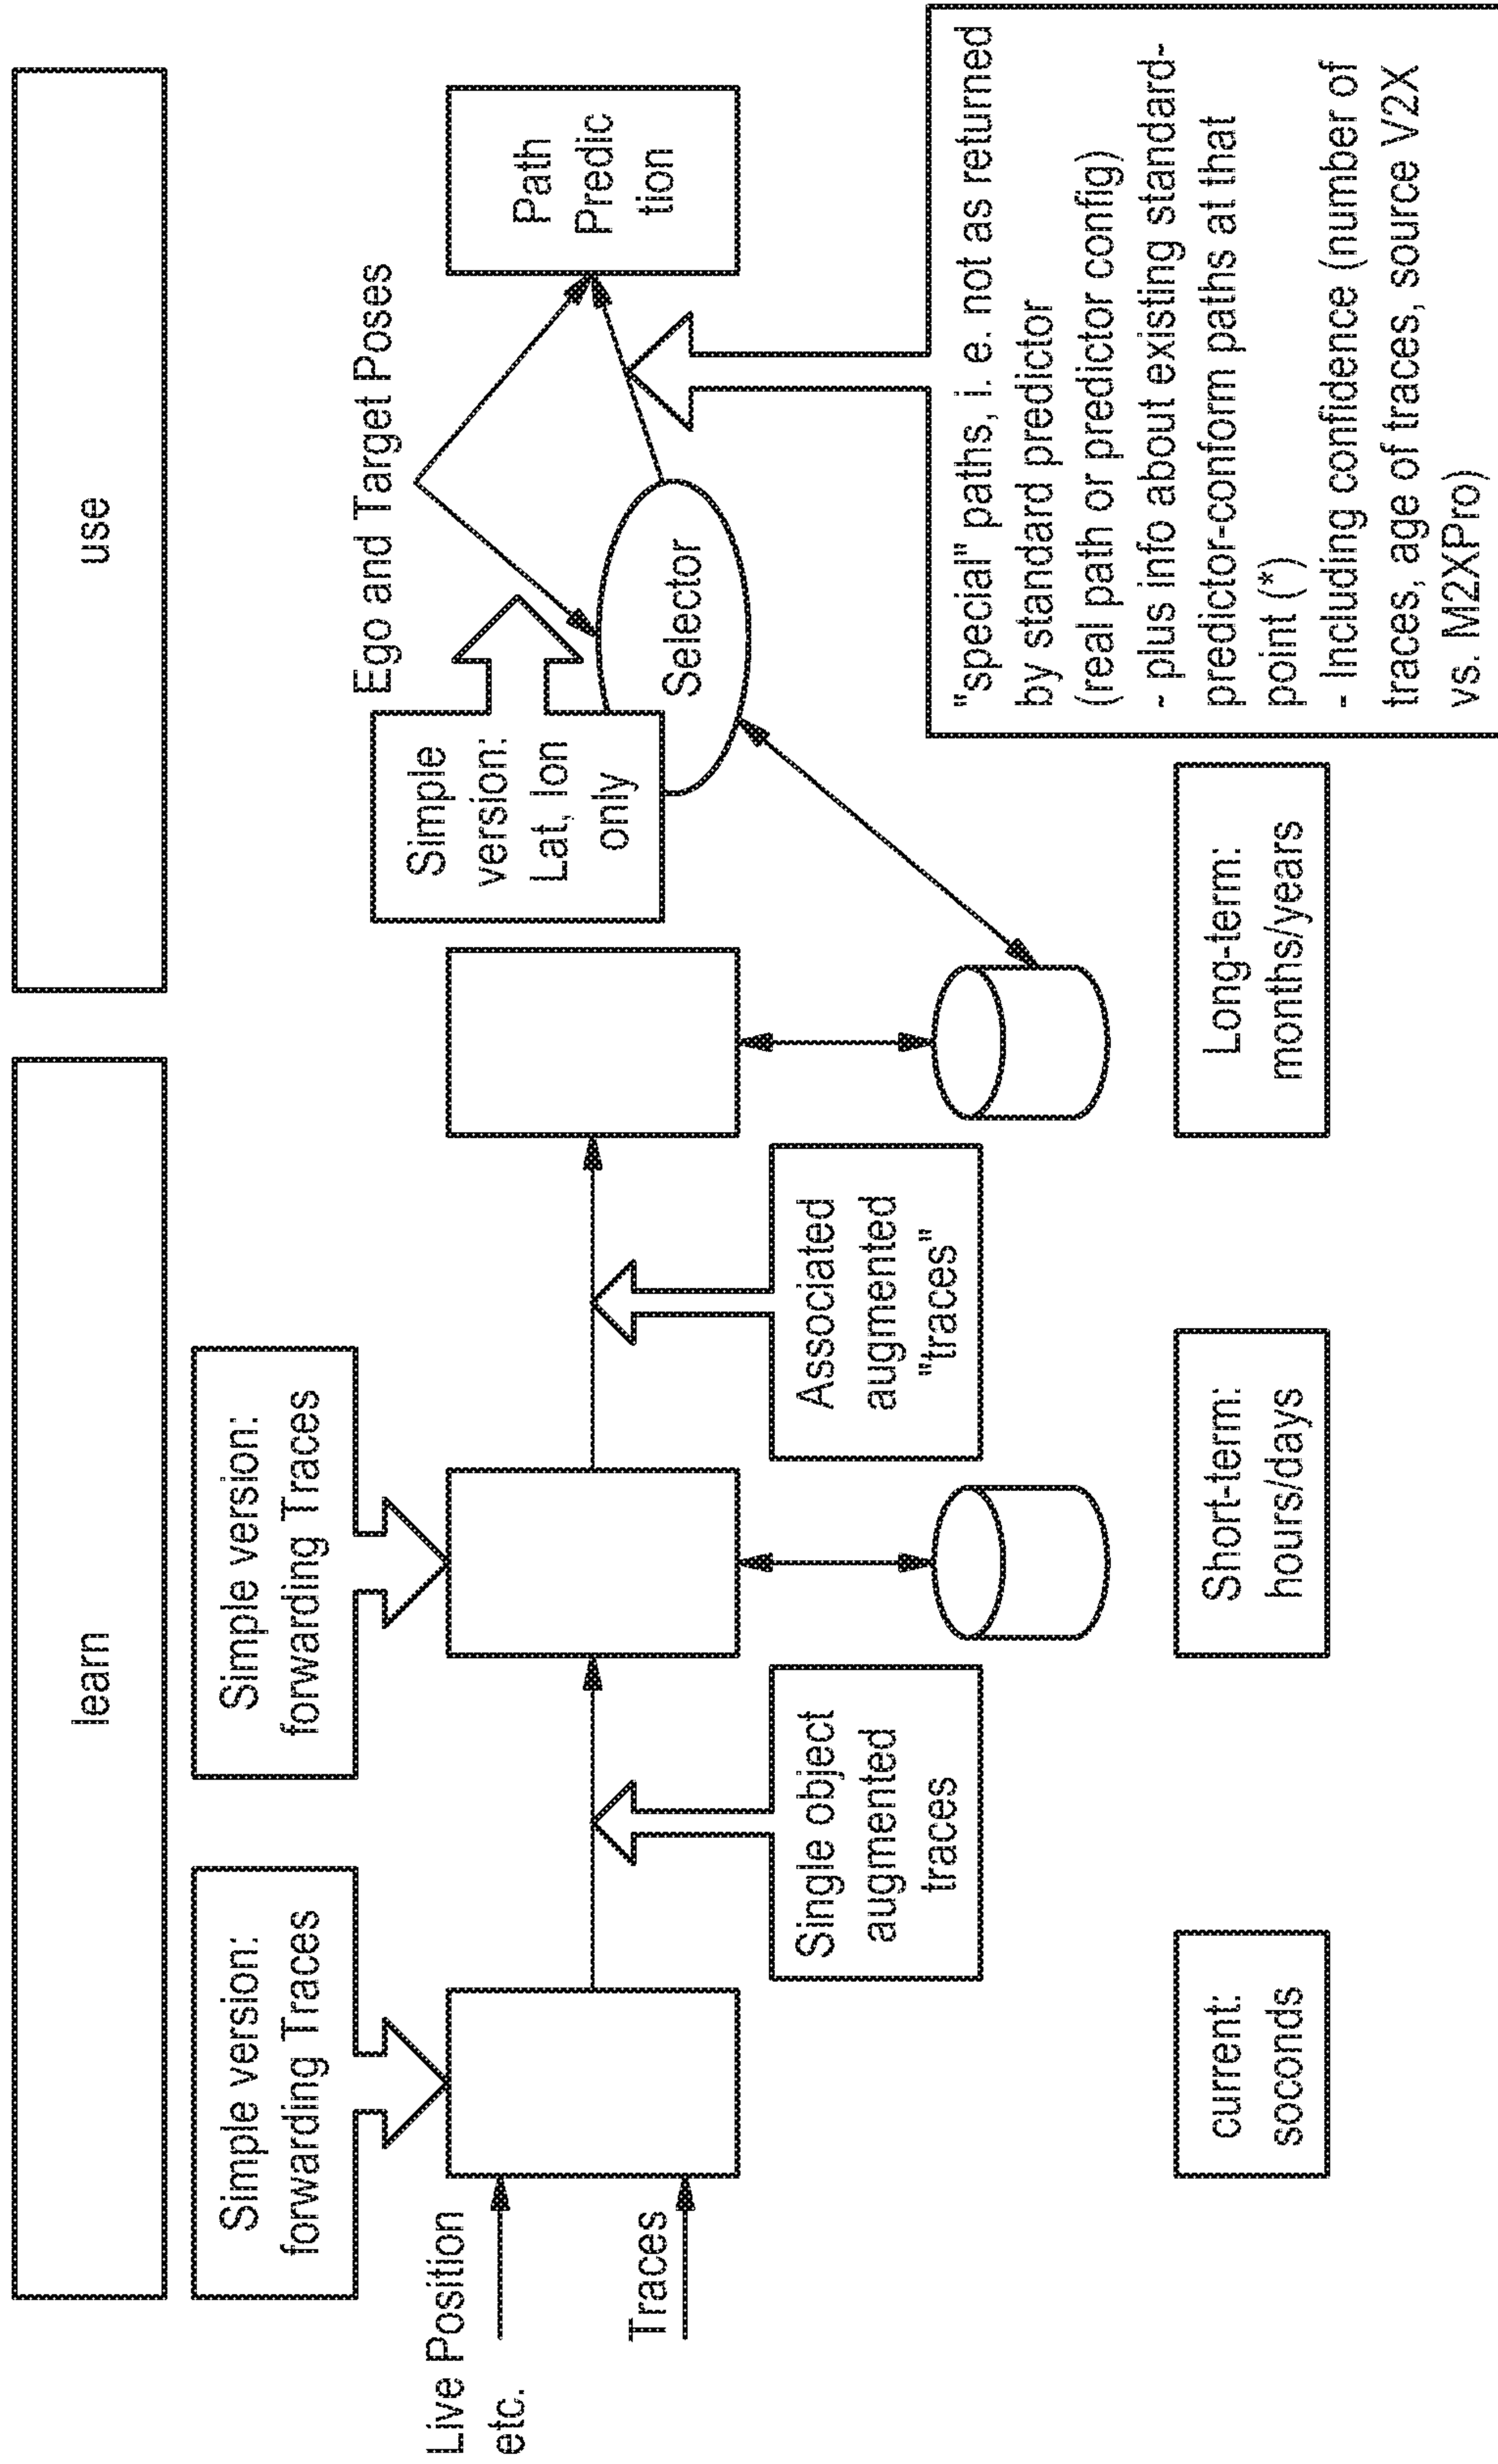 learn
use
Simple version:
forwarding Traces
Simple version:
forwarding Traces
Ego and Target Poses
Simple
version:
Lat, lon
only
Live Position
etc.
Traces
Selector
Path
Predic
tion
Single object
augmented
traces
Associated
augmented
"traces"
"special" paths, i. e. not as returned
by standard predictor
(real path or predictor config)
- plus info about existing standard-
predictor-conform paths at that
point (*)
- Including confidence (number of
traces, age of traces, source V2X
vs. M2XPro)
current:
soconds
Short-term:
hours/days
Long-term:
months/years